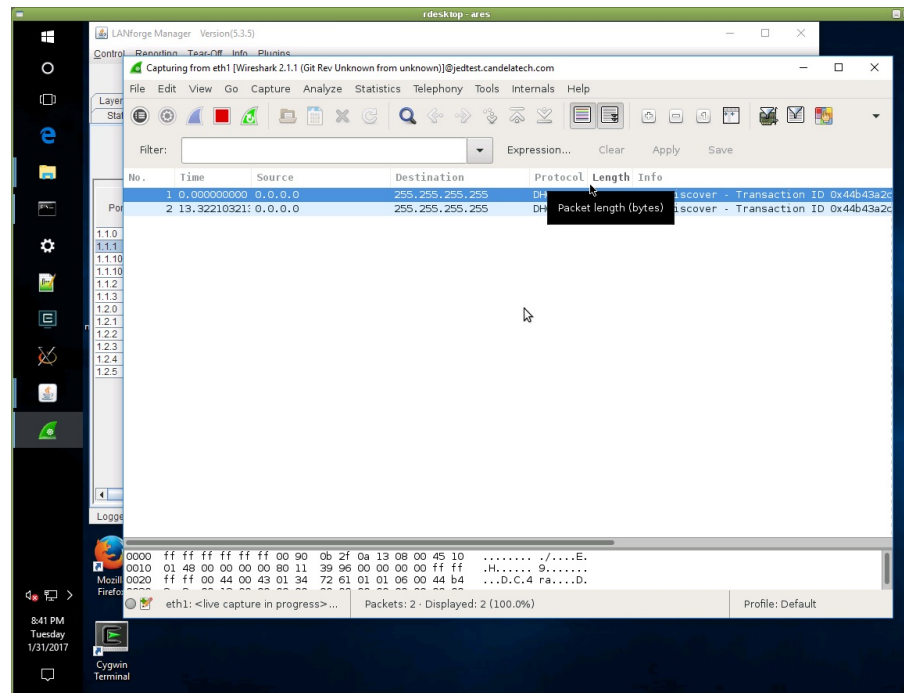 rdesktop - ares
LANforge Manager Version(5.3.5)
Control Reporting Tear-Off Info Plugins
Capturing from eth1 [Wireshark 2.1.1 (Git Rev Unknown from unknown)]@jedtest.candelatech.com
File Edit View Go Capture Analyze Statistics Telephony Tools Internals Help
Layer
Stat
Filter: Expression... Clear Apply Save
No. Time Source Destination Protocol Length Info
1 0.000000000 0.0.0.0 255.255.255.255 DH iscover - Transaction ID 0x44b43a2c
2 13.32210321 0.0.0.0 255.255.255.255 DH iscover - Transaction ID 0x44b43a2c
Packet length (bytes)
Por
1.1.0
1.1.1
1.1.10
1.1.10
1.1.2
1.1.3
1.2.0
1.2.1
1.2.2
1.2.3
1.2.4
1.2.5
Logge
0000 ff ff ff ff ff ff 00 90 0b 2f 0a 13 08 00 45 10 ........ ./....E.
0010 01 48 00 00 00 00 80 11 39 96 00 00 00 00 ff ff .H...... 9.......
0020 ff ff 00 44 00 43 01 34 72 61 01 01 06 00 44 b4 ...D.C.4 ra....D.
eth1: <live capture in progress>... Packets: 2 · Displayed: 2 (100.0%) Profile: Default
Mozill
Firefo
8:41 PM
Tuesday
1/31/2017
Cygwin
Terminal